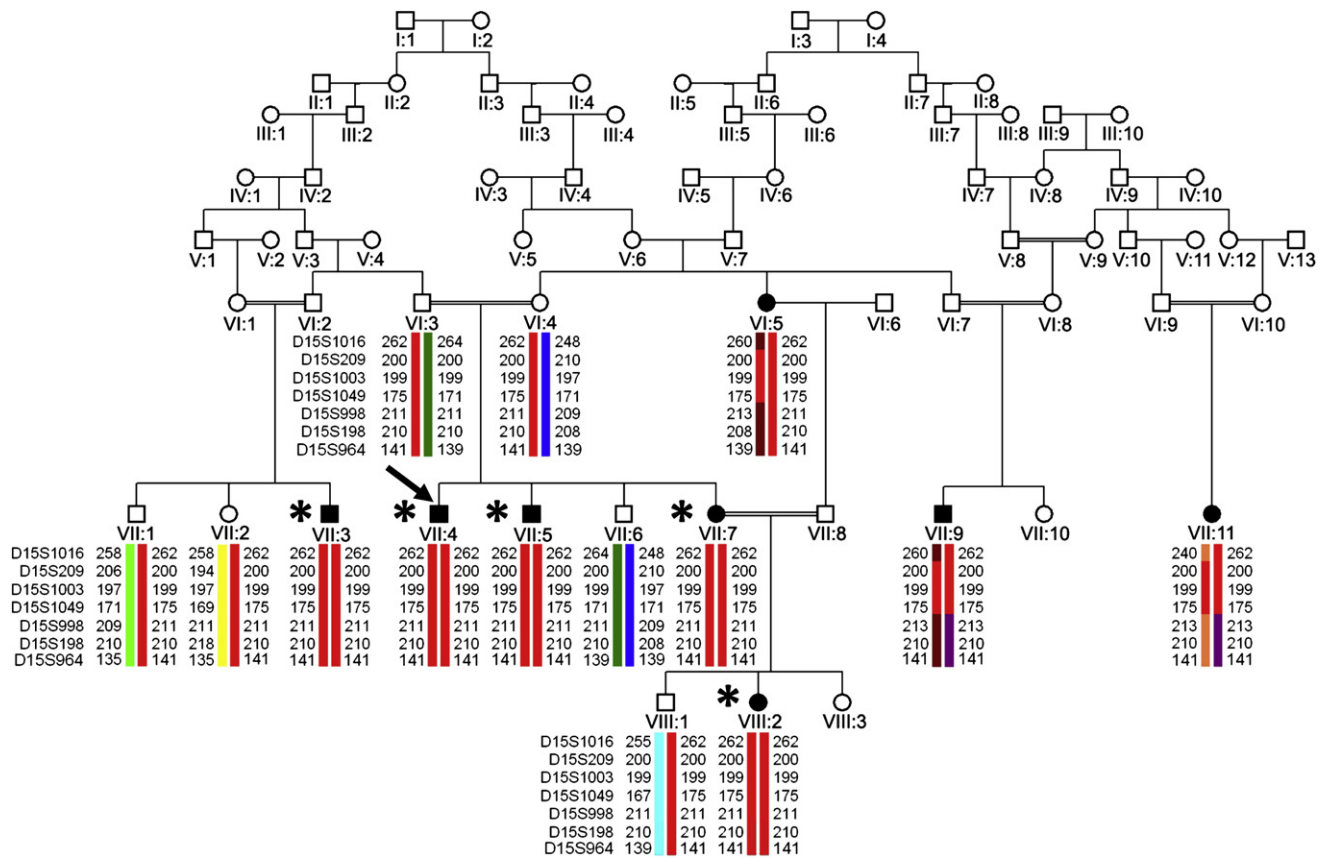 I:1 I:2 I:3 I:4
II:1 II:2 II:3 II:4 II:5 II:6 II:7 II:8
III:1 III:2 III:3 III:4 III:5 III:6 III:7 III:8 III:9 III:10
IV:1 IV:2 IV:3 IV:4 IV:5 IV:6 IV:7 IV:8 IV:9 IV:10
V:1 V:2 V:3 V:4 V:5 V:6 V:7 V:8 V:9 V:10 V:11 V:12 V:13
VI:1 VI:2 VI:3 VI:4 VI:5 VI:6 VI:7 VI:8 VI:9 VI:10
D15S1016 262 264 262 248 260 262
D15S209 200 200 200 210 200 200
D15S1003 199 199 199 197 199 199
D15S1049 175 171 175 171 175 175
D15S998 211 211 211 209 213 211
D15S198 210 210 210 208 208 210
D15S964 141 139 141 139 139 141
* * * *
VII:1 VII:2 VII:3 VII:4 VII:5 VII:6 VII:7 VII:8 VII:9 VII:10 VII:11
D15S1016 258 262 258 262 262 262 262 262 262 262 264 248 262 262 260 262 240 262
D15S209 206 200 194 200 200 200 200 200 200 200 200 210 200 200 200 200 200 200
D15S1003 197 199 197 199 199 199 199 199 199 199 199 197 199 199 199 199 199 199
D15S1049 171 175 169 175 175 175 175 175 175 175 171 171 175 175 175 175 175 175
D15S998 209 211 211 211 211 211 211 211 211 211 211 209 211 211 213 213 213 213
D15S198 210 210 218 210 210 210 210 210 210 210 210 208 210 210 210 210 210 210
D15S964 135 141 135 141 141 141 141 141 141 141 139 139 141 141 141 141 141 141
*
VIII:1 VIII:2 VIII:3
D15S1016 255 262 262 262
D15S209 200 200 200 200
D15S1003 199 199 199 199
D15S1049 167 175 175 175
D15S998 211 211 211 211
D15S198 210 210 210 210
D15S964 139 141 141 141